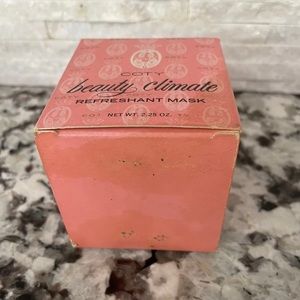 COTY
beauty climate
REFRESHANT MASK
NET WT. 2.25 OZ.